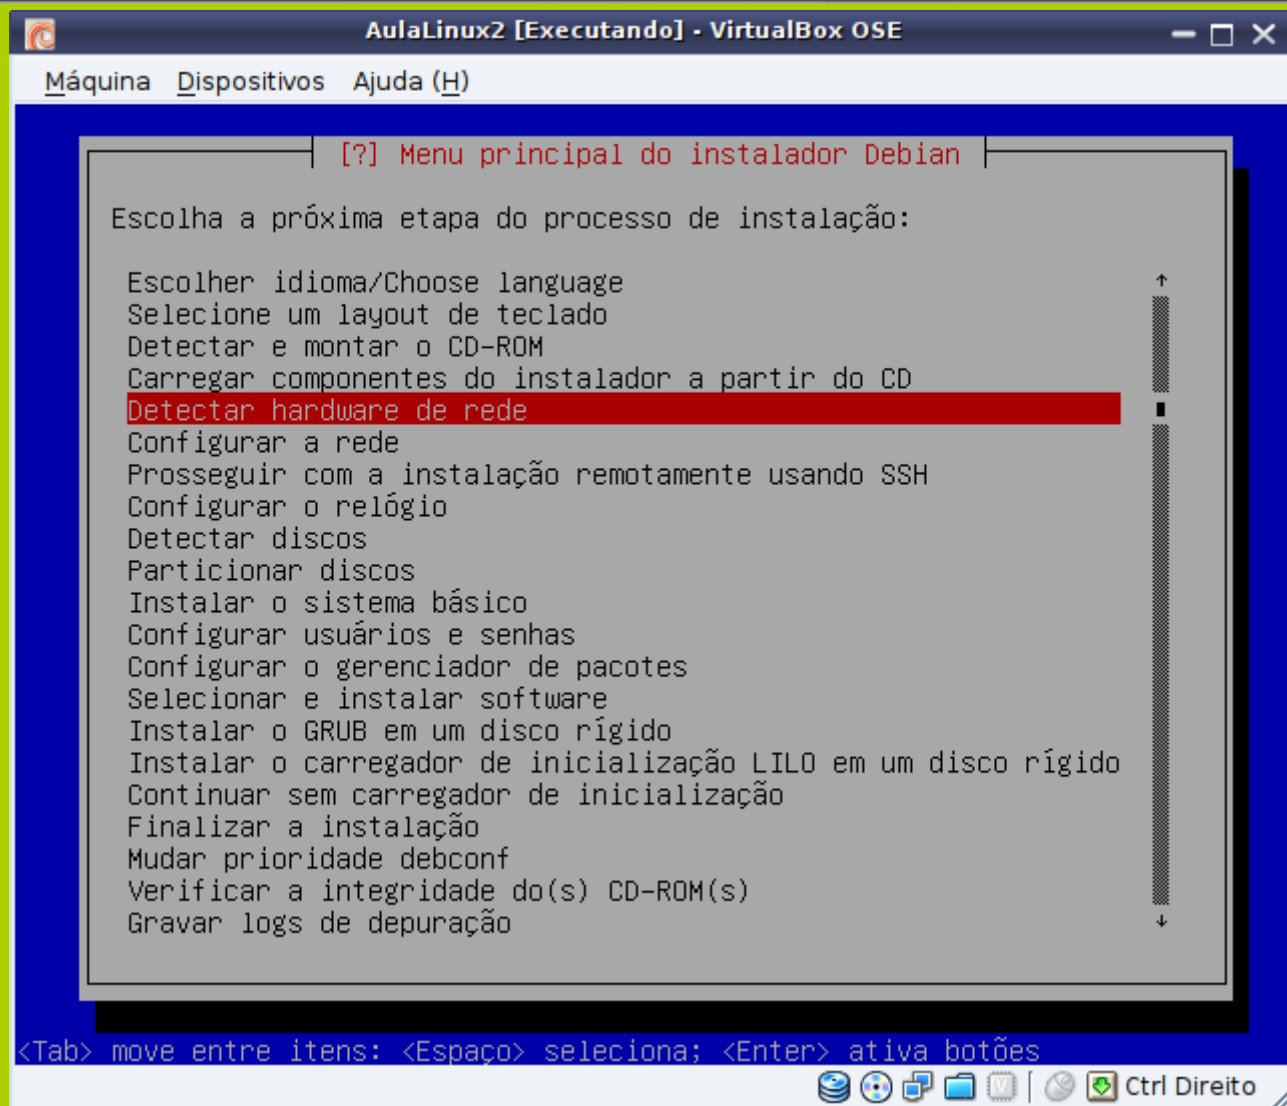 AulaLinux2 [Executando] - VirtualBox OSE
Máquina Dispositivos Ajuda (H)
[?] Menu principal do instalador Debian
Escolha a próxima etapa do processo de instalação:
Escolher idioma/Choose language
Selecione um layout de teclado
Detectar e montar o CD-ROM
Carregar componentes do instalador a partir do CD
Detectar hardware de rede
Configurar a rede
Prosseguir com a instalação remotamente usando SSH
Configurar o relógio
Detectar discos
Particionar discos
Instalar o sistema básico
Configurar usuários e senhas
Configurar o gerenciador de pacotes
Selecionar e instalar software
Instalar o GRUB em um disco rígido
Instalar o carregador de inicialização LILO em um disco rígido
Continuar sem carregador de inicialização
Finalizar a instalação
Mudar prioridade debconf
Verificar a integridade do(s) CD-ROM(s)
Gravar logs de depuração
<Tab> move entre itens: <Espaço> seleciona; <Enter> ativa botões
Ctrl Direito